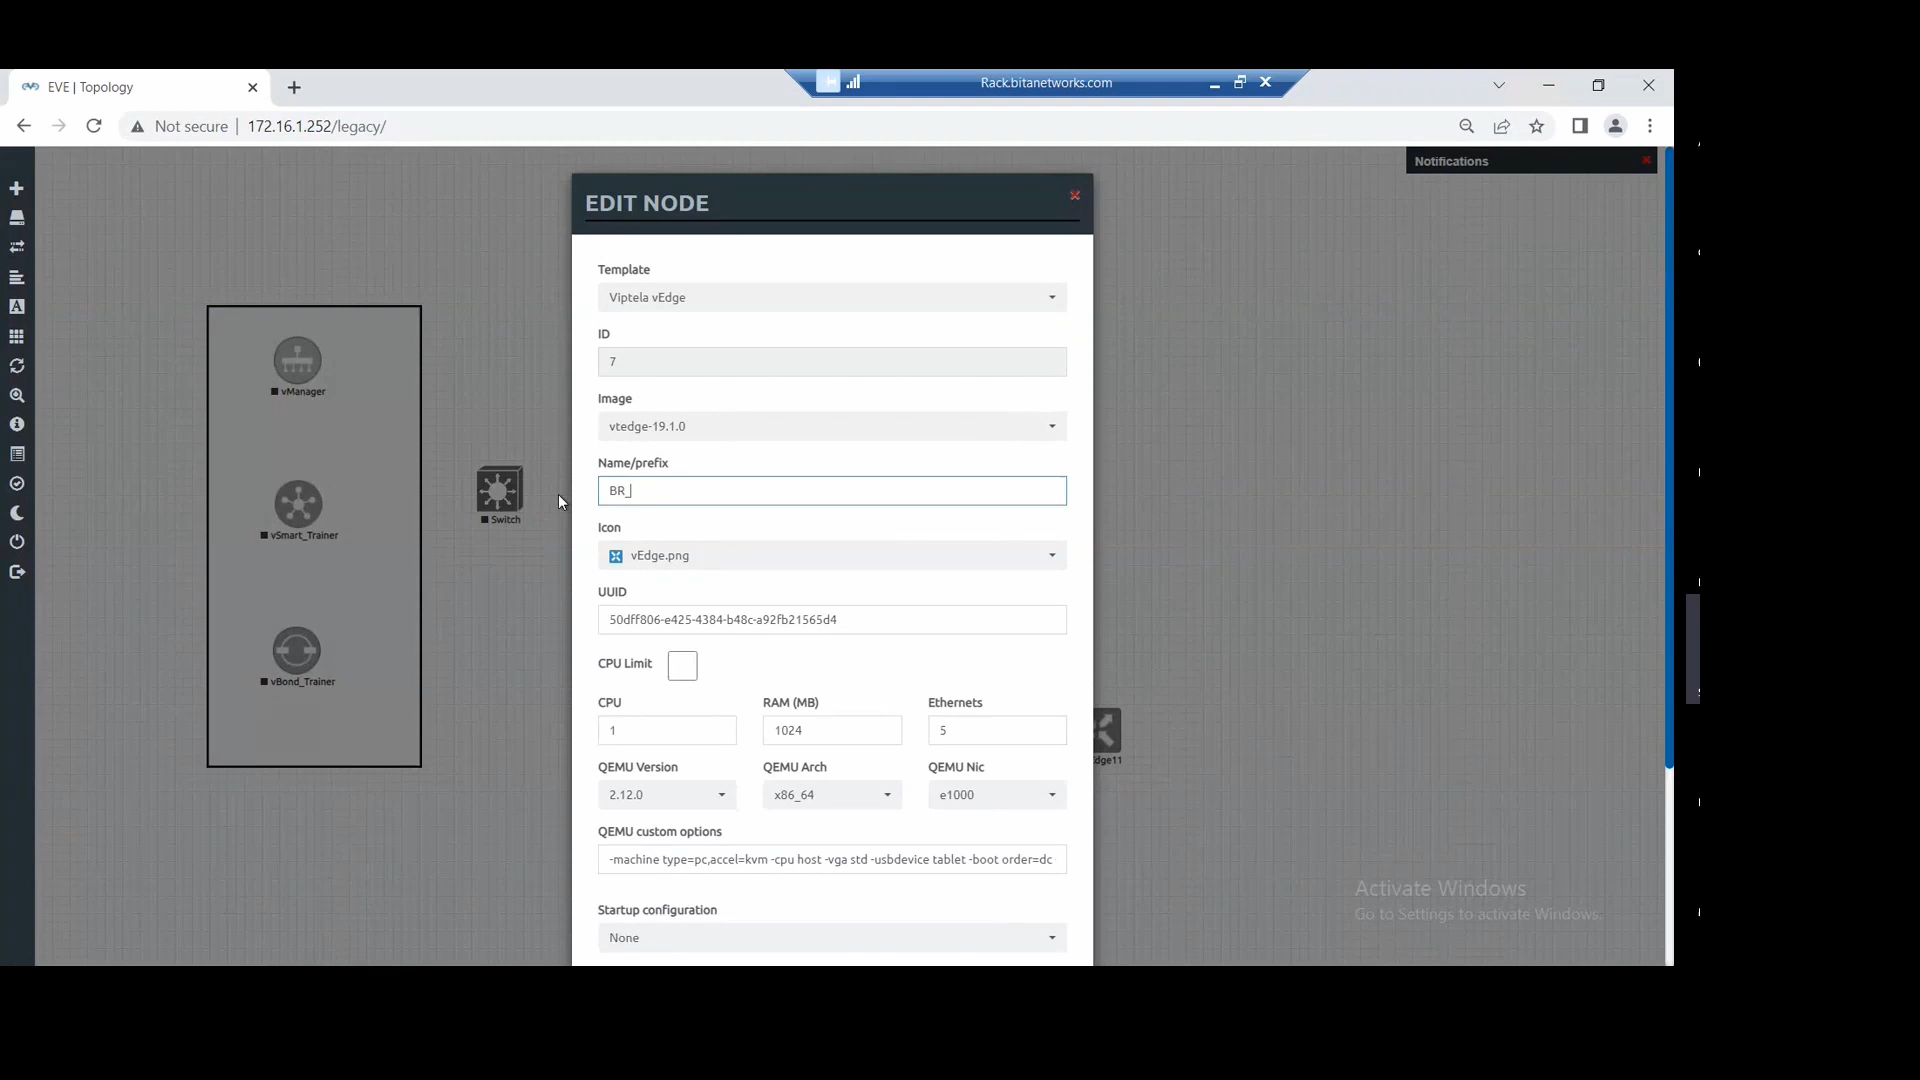 EVE | Topology
Rack.bitanetworks.com
Not secure
172.16.1.252/legacy/
Notifications
EDIT NODE
Template
Viptela vEdge
ID
7
Image
vtedge-19.1.0
Name/prefix
BR_
Icon
vEdge.png
UUID
50dff806-e425-4384-b48c-a92fb21565d4
CPU Limit
CPU RAM (MB) Ethernets
1 1024 5
QEMU Version QEMU Arch QEMU Nic
2.12.0 x86_64 e1000
QEMU custom options
-machine type=pc,accel=kvm -cpu host -vga std -usbdevice tablet -boot order=dc
Startup configuration
None
vManager
Switch
vSmart_Trainer
vBond_Trainer
dge11
Activate Windows
Go to Settings to activate Windows.